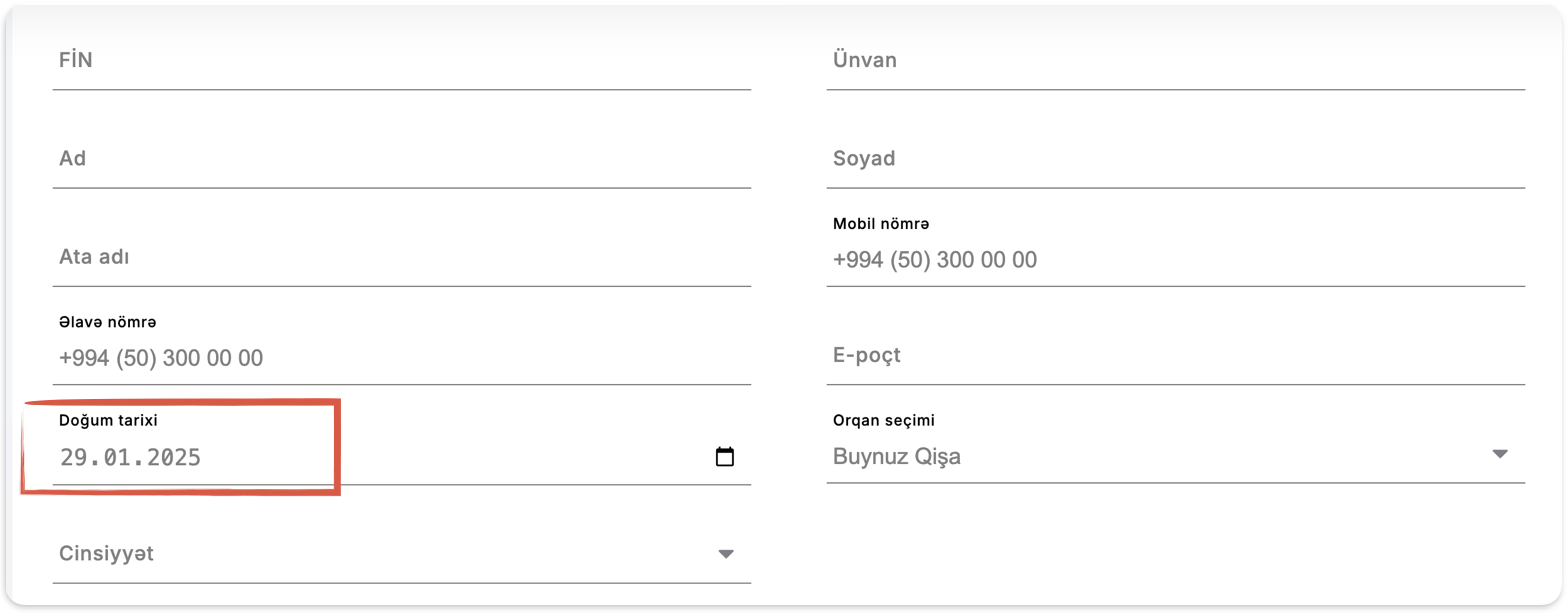 FİN
Ünvan
Ad
Soyad
Ata adı
Mobil nömrə
+994 (50) 300 00 00
Əlavə nömrə
+994 (50) 300 00 00
E-poçt
Doğum tarixi
29.01.2025
Orqan seçimi
Buynuz Qişa
Cinsiyyət